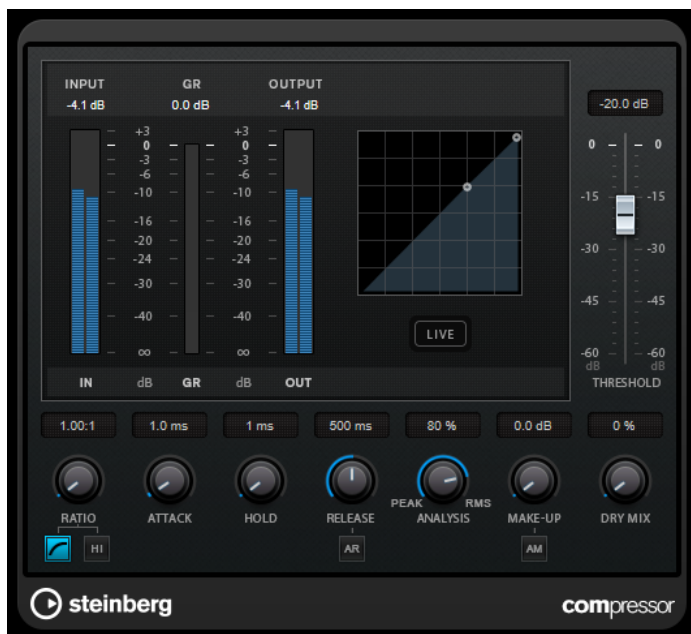 INPUT GR OUTPUT
-4.1 dB 0.0 dB -4.1 dB -20.0 dB
+3 +3
0 0 0 0
-3 -3
-6 -6
-10 -10 -15 -15
-16 -16
-20 -20
-24 -24 -30 -30
-30 -30
-45 -45
-40 -40
LIVE
∞ ∞ -60 -60
dB dB
IN dB GR dB OUT THRESHOLD
1.00:1 1.0 ms 1 ms 500 ms 80 % 0.0 dB 0 %
PEAK RMS
RATIO ATTACK HOLD RELEASE ANALYSIS MAKE-UP DRY MIX
HI AR AM
steinberg compressor